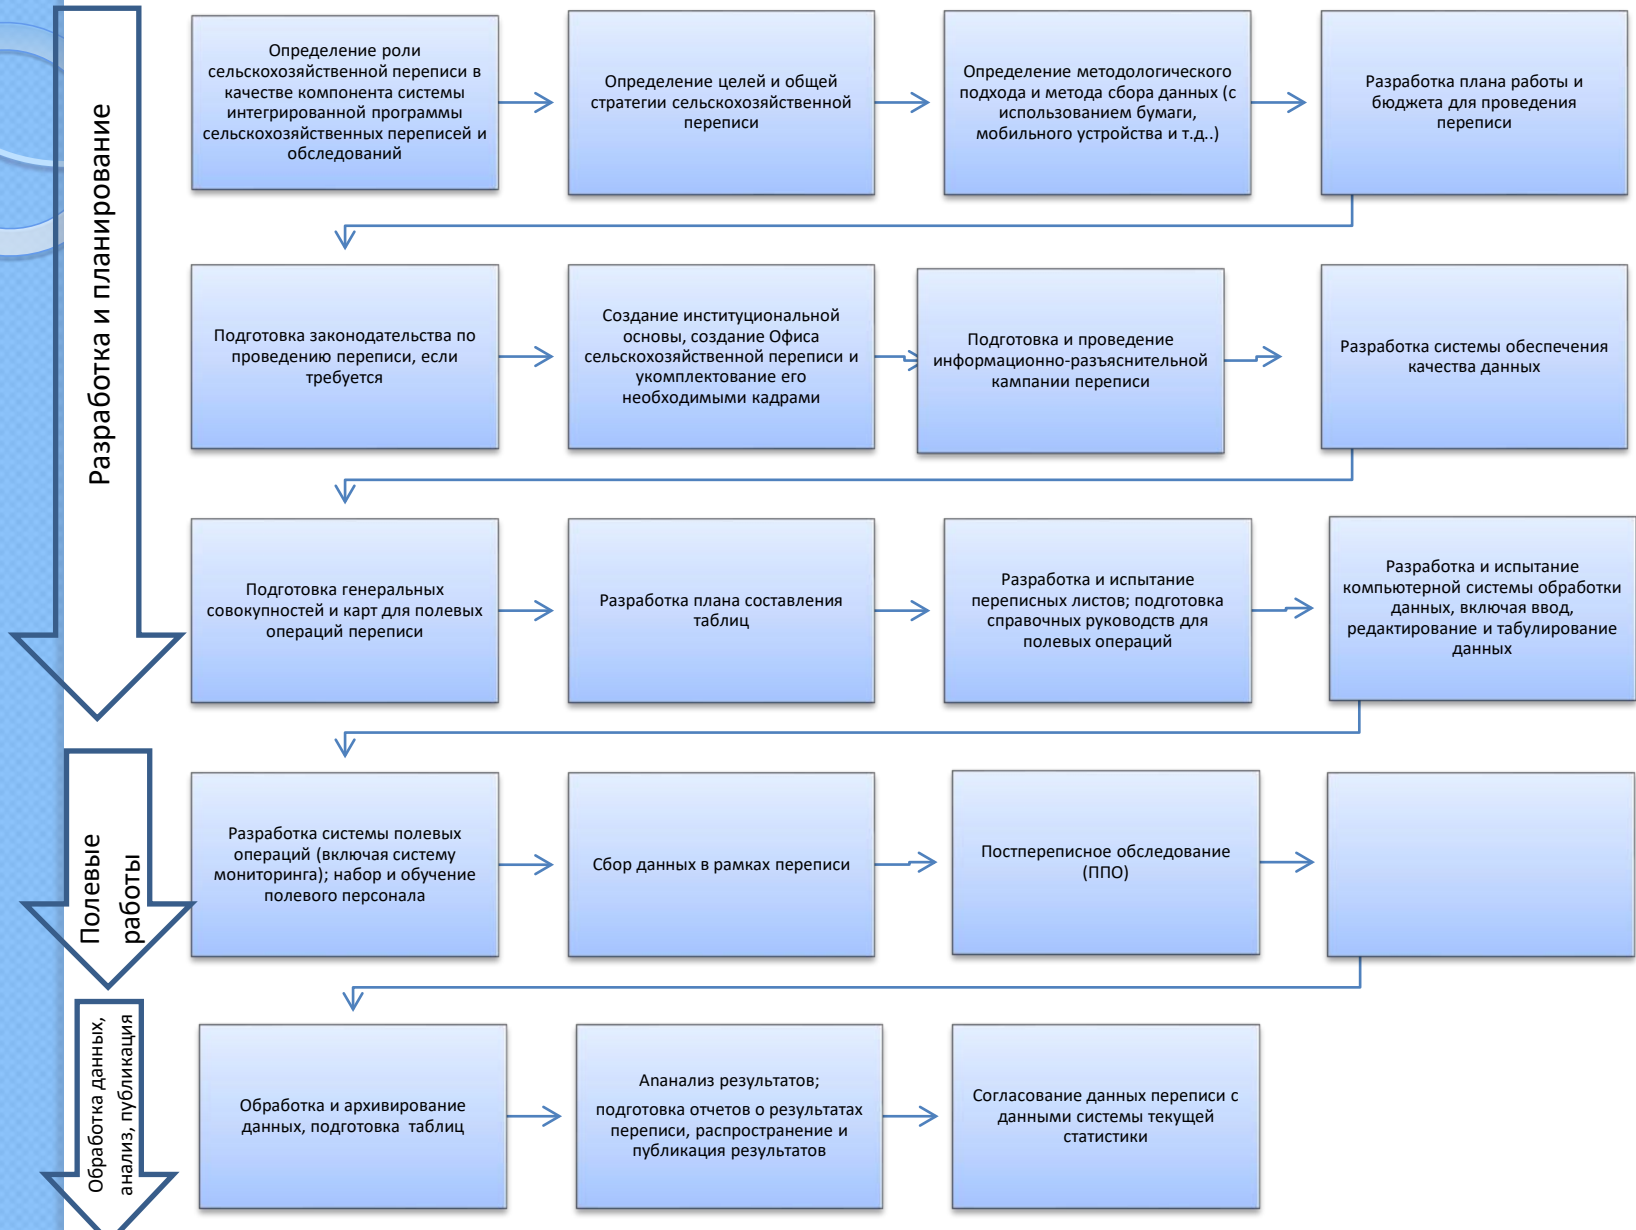 Разработка и планирование
Определение роли
сельскохозяйственной переписи в
качестве компонента системы
интегрированной программы
сельскохозяйственных переписей и
обследований
Определение целей и общей
стратегии сельскохозяйственной
переписи
Определение методологического
подхода и метода сбора данных (с
использованием бумаги,
мобильного устройства и т.д..)
Разработка плана работы и
бюджета для проведения
переписи
Подготовка законодательства по
проведению переписи, если
требуется
Создание институциональной
основы, создание Офиса
сельскохозяйственной переписи и
укомплектование его
необходимыми кадрами
Подготовка и проведение
информационно-разъяснительной
кампании переписи
Разработка системы обеспечения
качества данных
Подготовка генеральных
совокупностей и карт для полевых
операций переписи
Разработка плана составления
таблиц
Разработка и испытание
переписных листов; подготовка
справочных руководств для
полевых операций
Разработка и испытание
компьютерной системы обработки
данных, включая ввод,
редактирование и табулирование
данных
Полевые
работы
Разработка системы полевых
операций (включая систему
мониторинга); набор и обучение
полевого персонала
Сбор данных в рамках переписи
Постпереписное обследование
(ППО)
Обработка данных,
анализ, публикация
Обработка и архивирование
данных, подготовка таблиц
Апанализ результатов;
подготовка отчетов о результатах
переписи, распространение и
публикация результатов
Согласование данных переписи с
данными системы текущей
статистики